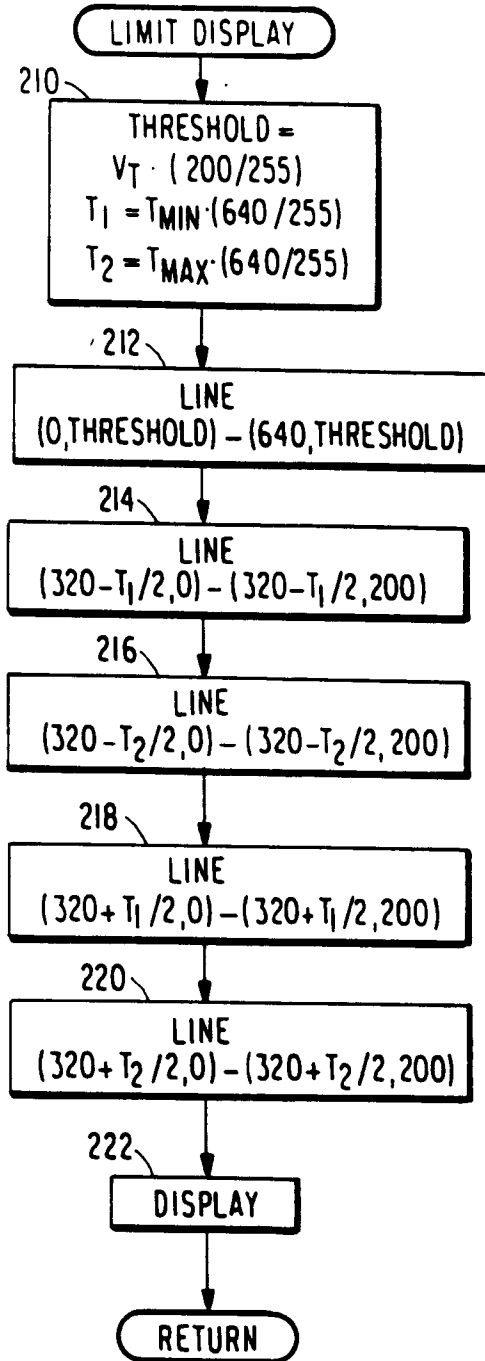 LIMIT DISPLAY
210
THRESHOLD =
V_T · (200/255)
T_1 = T_MIN·(640/255)
T_2 = T_MAX·(640/255)
212
LINE
(0,THRESHOLD) – (640,THRESHOLD)
214
LINE
(320–T_1/2,0) – (320–T_1/2,200)
216
LINE
(320–T_2/2,0) – (320–T_2/2,200)
218
LINE
(320+T_1/2,0) – (320+T_1/2,200)
220
LINE
(320+T_2/2,0) – (320+T_2/2,200)
222
DISPLAY
RETURN